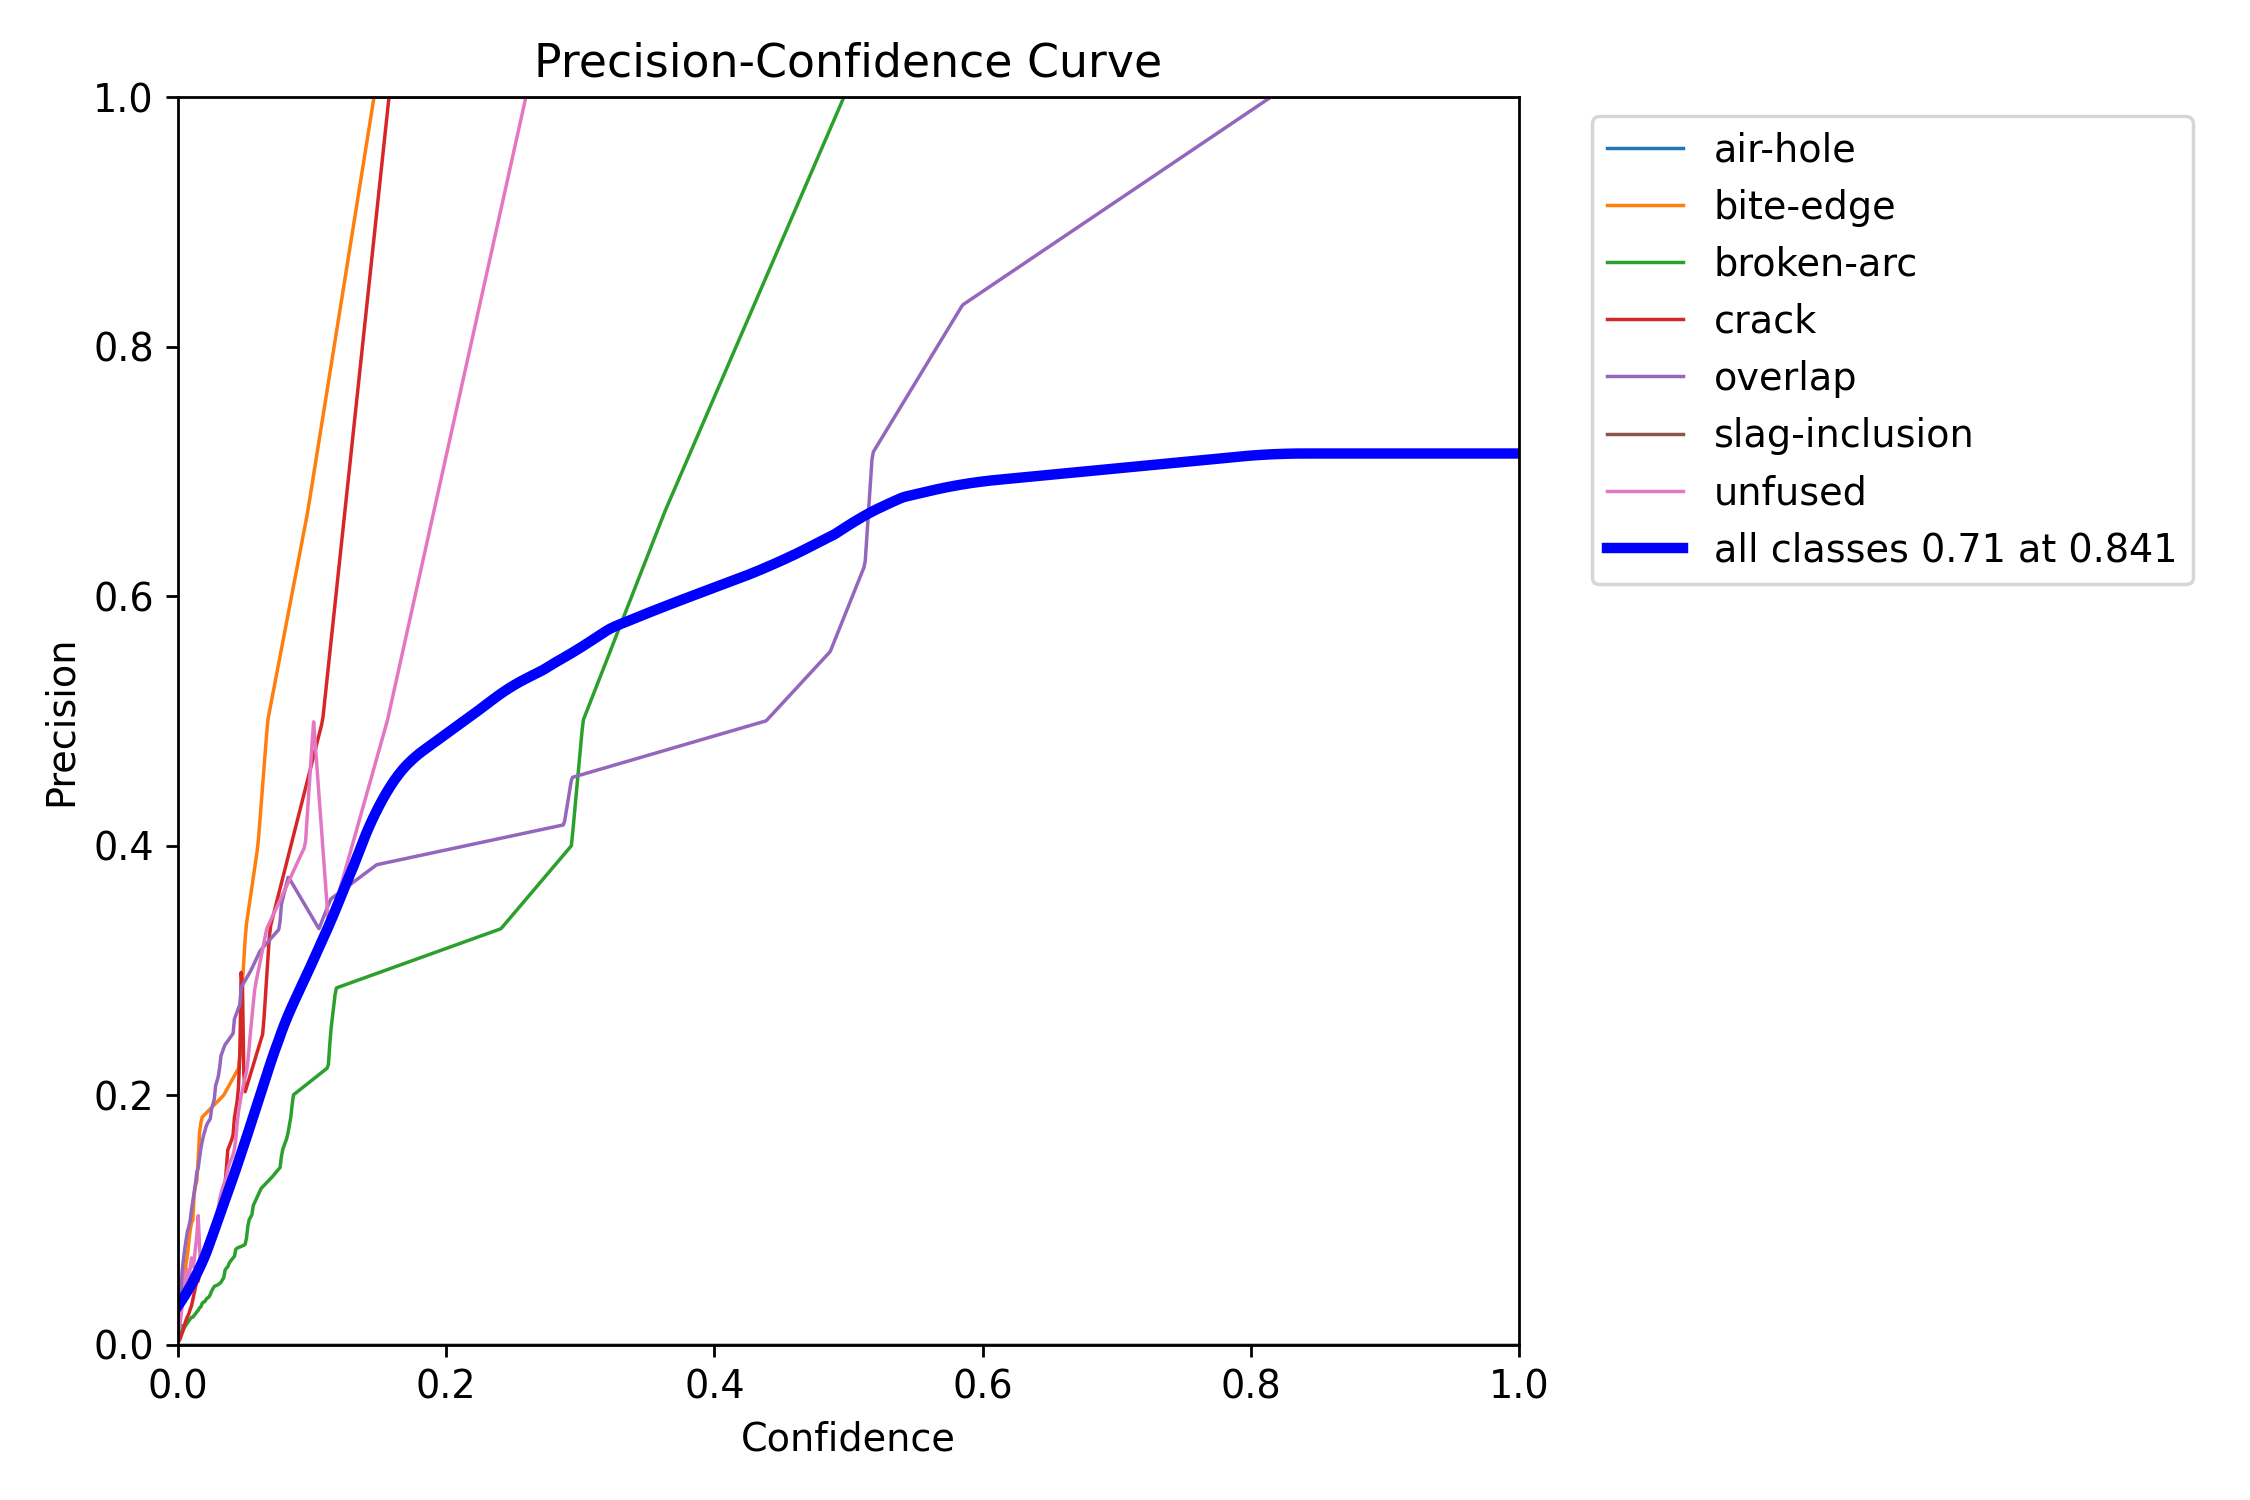 Precision-Confidence Curve
1.0
0.8
0.6
0.4
0.2
0.0
Precision
0.0 0.2 0.4 0.6 0.8 1.0
Confidence
air-hole
bite-edge
broken-arc
crack
overlap
slag-inclusion
unfused
all classes 0.71 at 0.841